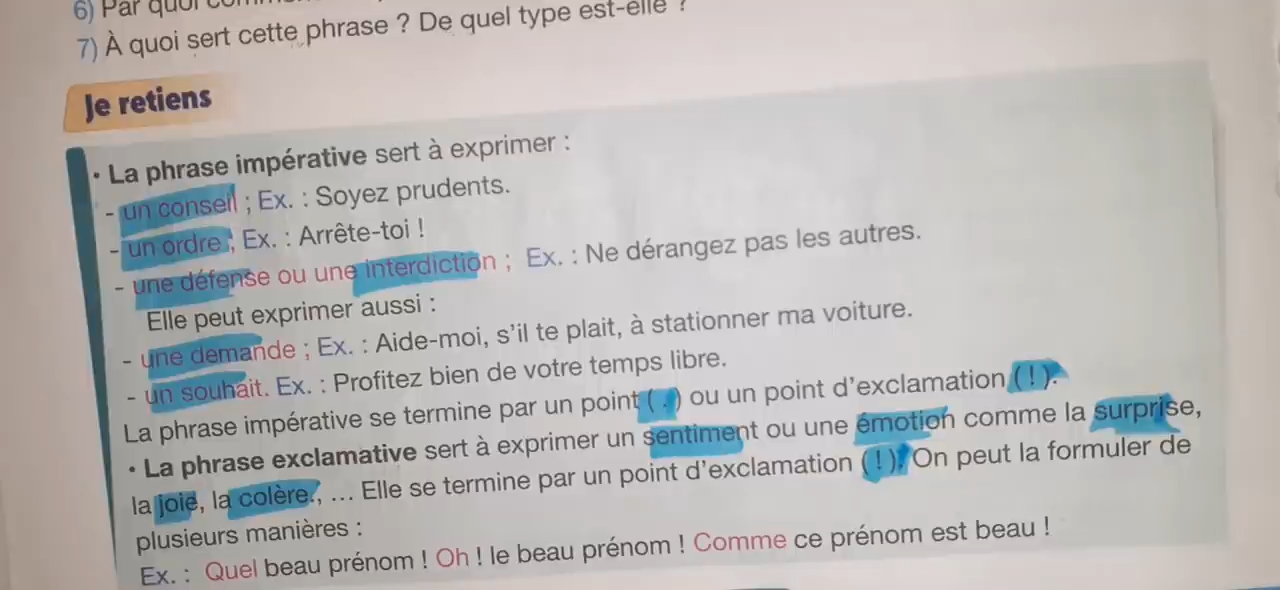 6) Par quoi
7) À quoi sert cette phrase ? De quel type est-elle ?
Je retiens
• La phrase impérative sert à exprimer :
- un conseil ; Ex. : Soyez prudents.
- un ordre ; Ex. : Arrête-toi !
- une défense ou une interdiction ; Ex. : Ne dérangez pas les autres.
Elle peut exprimer aussi :
- une demande ; Ex. : Aide-moi, s'il te plait, à stationner ma voiture.
- un souhait. Ex. : Profitez bien de votre temps libre.
La phrase impérative se termine par un point ( . ) ou un point d'exclamation ( ! ).
• La phrase exclamative sert à exprimer un sentiment ou une émotion comme la surprise,
la joie, la colère, … Elle se termine par un point d'exclamation ( ! ). On peut la formuler de
plusieurs manières :
Ex. : Quel beau prénom ! Oh ! le beau prénom ! Comme ce prénom est beau !